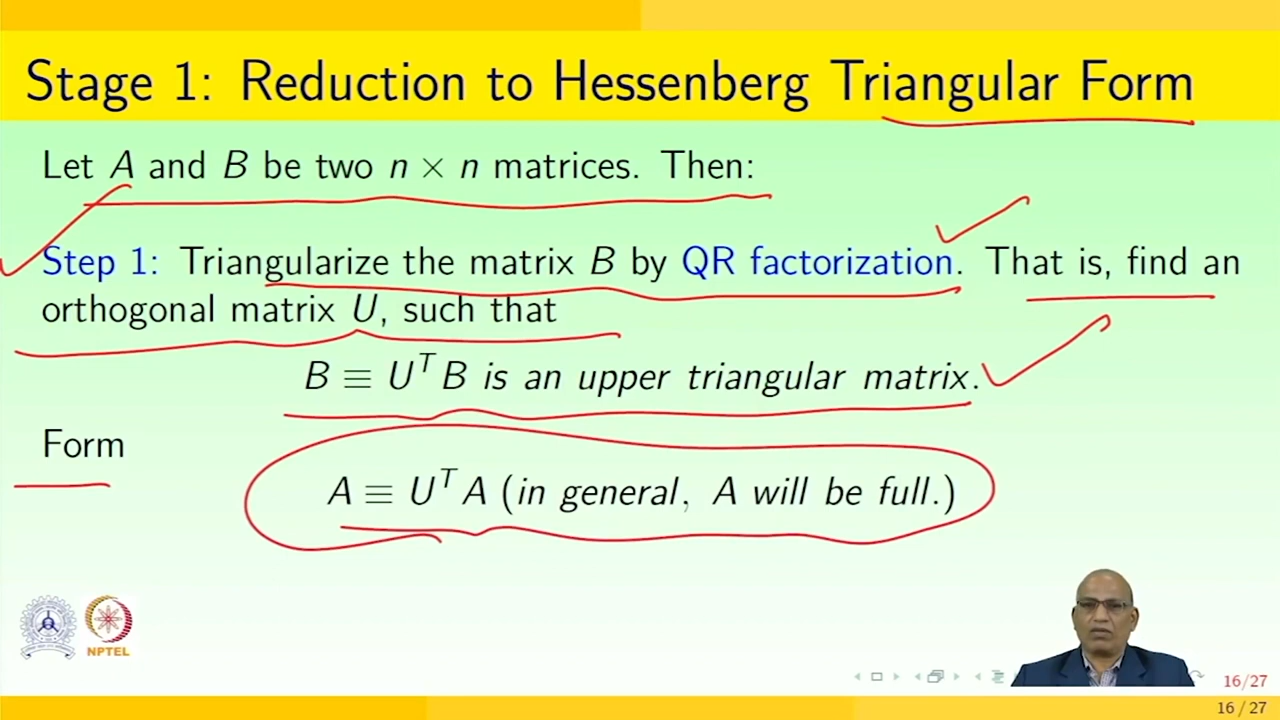 Stage 1: Reduction to Hessenberg Triangular Form
Let A and B be two n × n matrices. Then:
Step 1: Triangularize the matrix B by QR factorization. That is, find an
orthogonal matrix U, such that
B ≡ UᵀB is an upper triangular matrix.
Form
A ≡ UᵀA (in general, A will be full.)
NPTEL
16/27
16 / 27